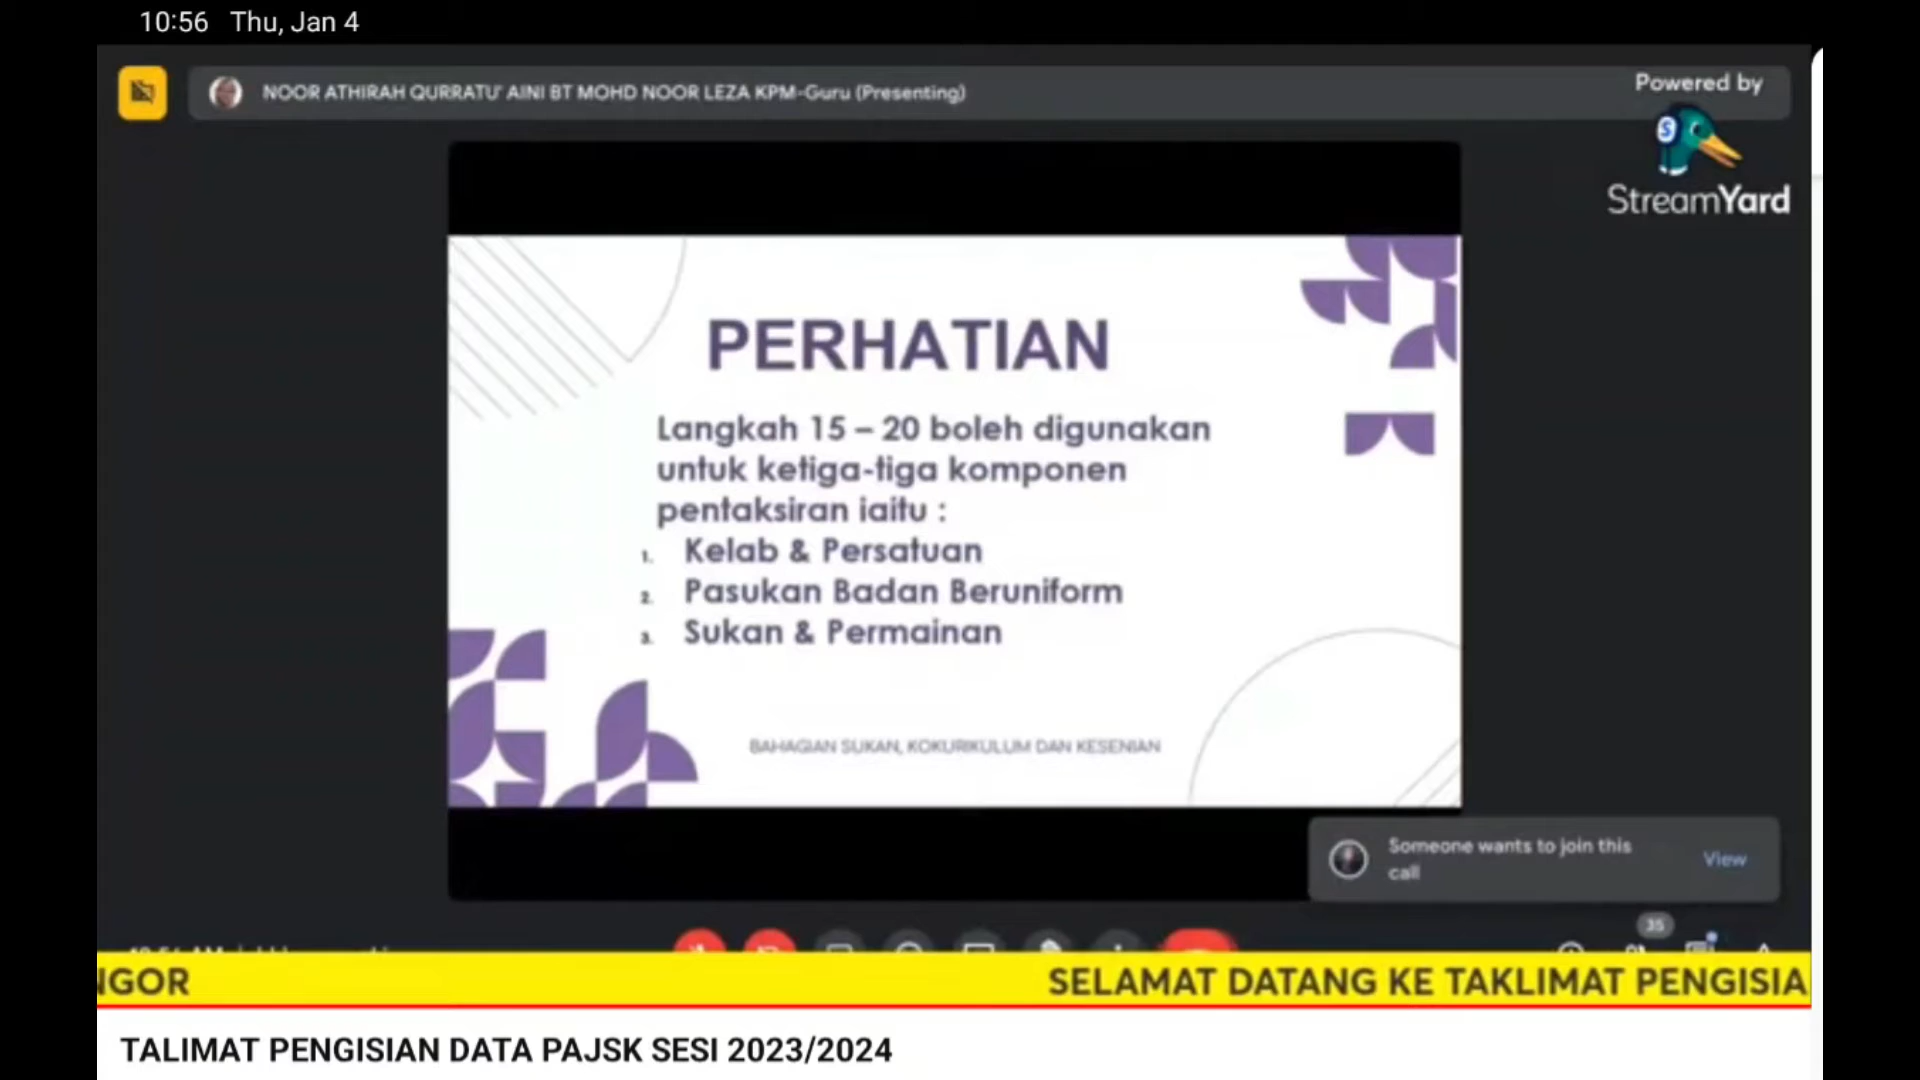 10:56 Thu, Jan 4
NOOR ATHIRAH QURRATU' AINI BT MOHD NOOR LEZA KPM-Guru (Presenting)
Powered by
S
StreamYard
PERHATIAN
Langkah 15 – 20 boleh digunakan
untuk ketiga-tiga komponen
pentaksiran iaitu :
1. Kelab & Persatuan
2. Pasukan Badan Beruniform
3. Sukan & Permainan
BAHAGIAN SUKAN, KOKURIKULUM DAN KESENIAN
Someone wants to join this
call
View
35
NGOR SELAMAT DATANG KE TAKLIMAT PENGISIA
TALIMAT PENGISIAN DATA PAJSK SESI 2023/2024